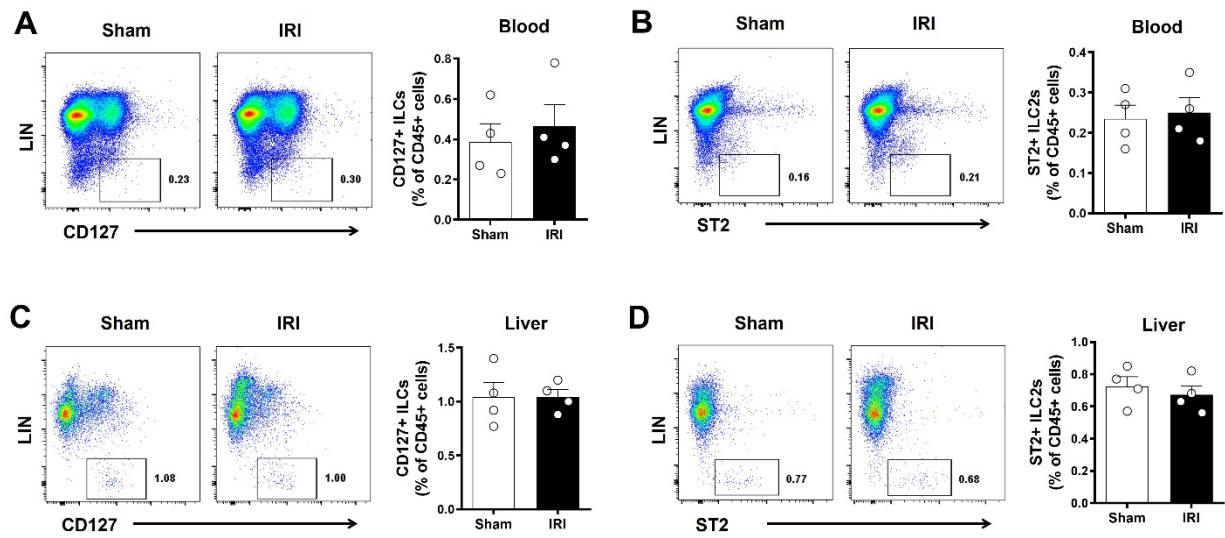 A
Sham
IRI
LIN
0.23
0.30
CD127
Blood
CD127+ ILCs
(% of CD45+ cells)
0.8
0.6
0.4
0.2
0.0
Sham
IRI
B
Sham
IRI
LIN
0.16
0.21
ST2
Blood
ST2+ ILC2s
(% of CD45+ cells)
0.4
0.3
0.2
0.1
0.0
Sham
IRI
C
Sham
IRI
LIN
1.08
1.00
CD127
Liver
CD127+ ILCs
(% of CD45+ cells)
1.5
1.0
0.5
0.0
Sham
IRI
D
Sham
IRI
LIN
0.77
0.68
ST2
Liver
ST2+ ILC2s
(% of CD45+ cells)
1.0
0.8
0.6
0.4
0.2
0.0
Sham
IRI